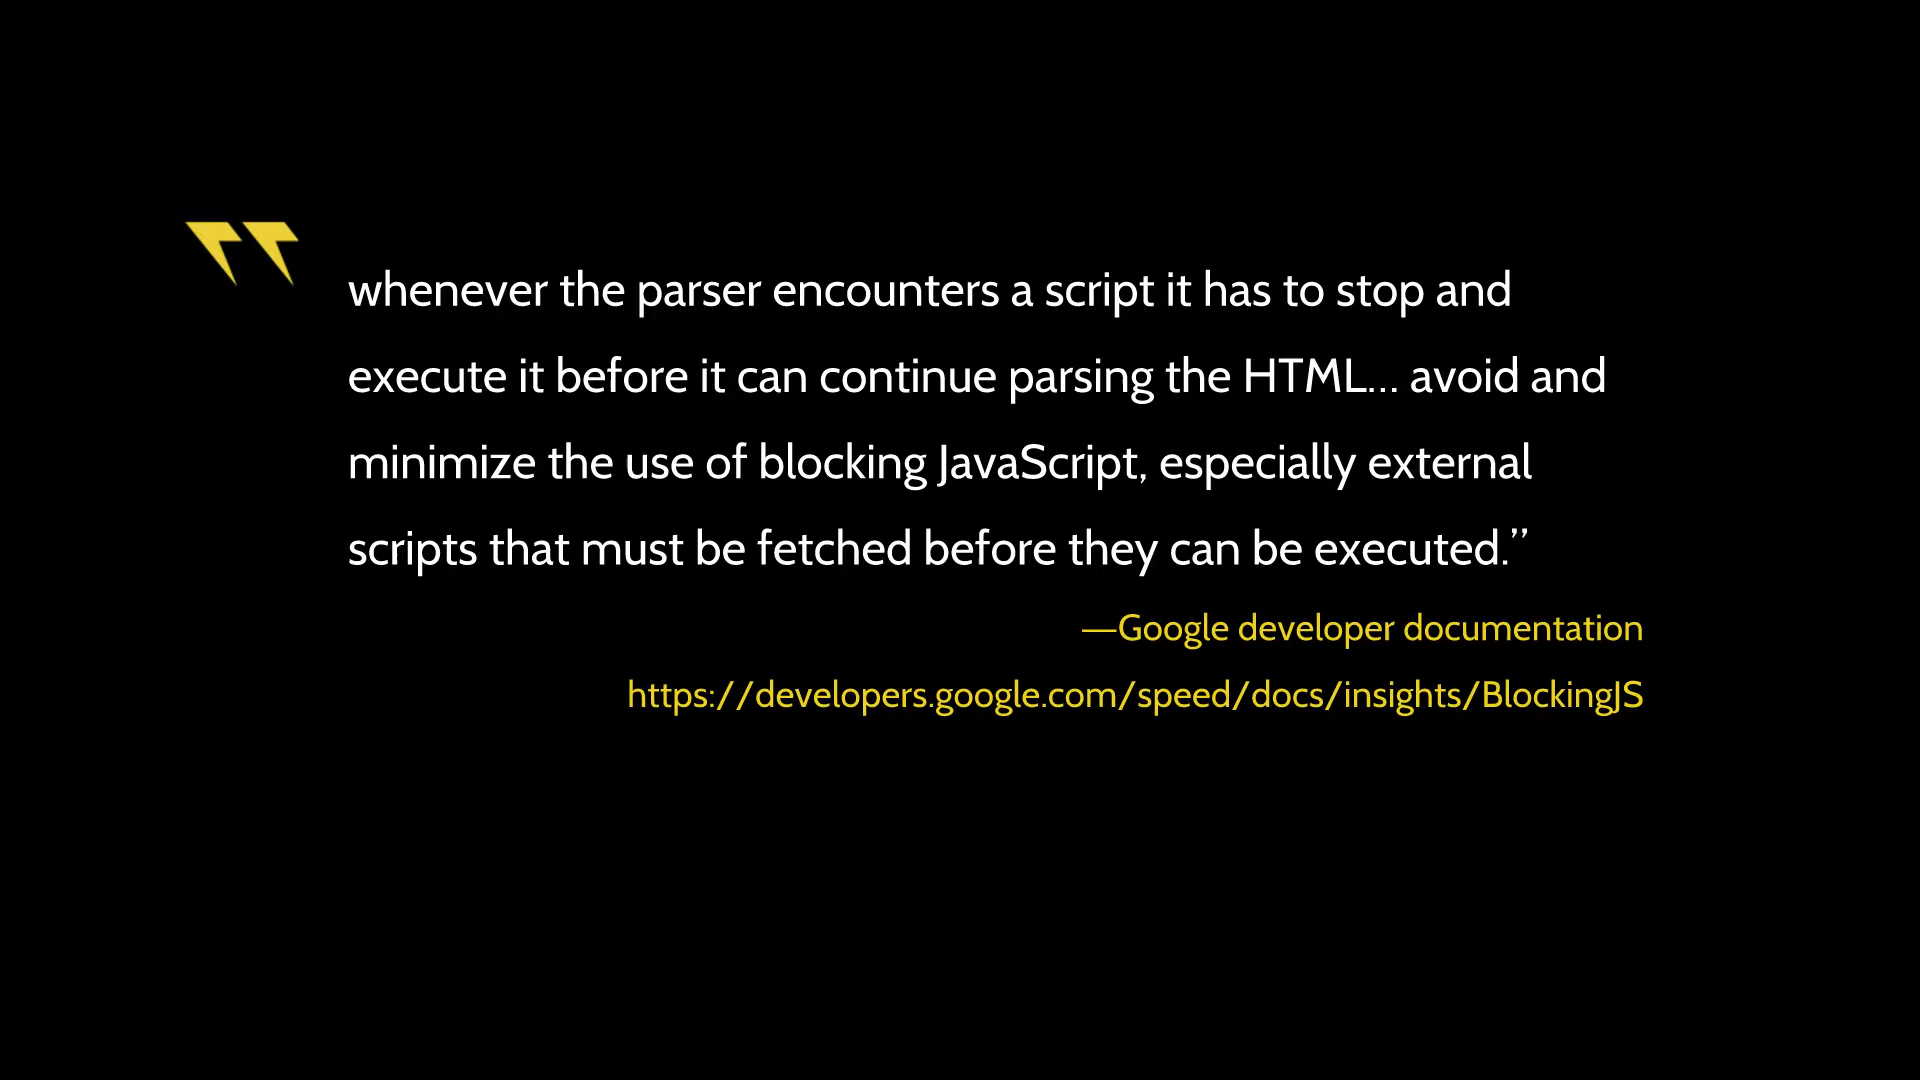 whenever the parser encounters a script it has to stop and
execute it before it can continue parsing the HTML... avoid and
minimize the use of blocking JavaScript, especially external
scripts that must be fetched before they can be executed.”
—Google developer documentation
https://developers.google.com/speed/docs/insights/BlockingJS